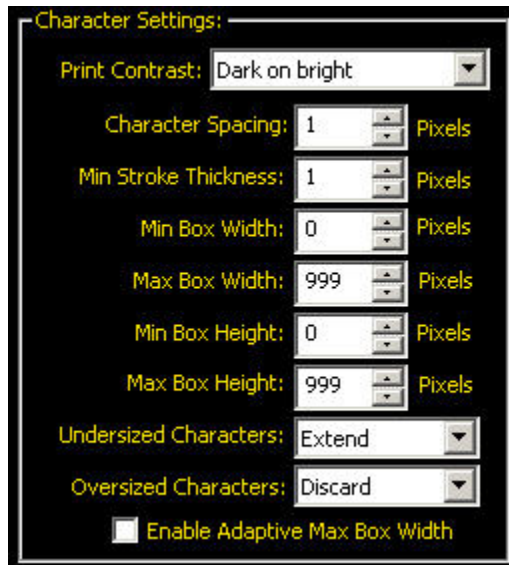 Character Settings:
Print Contrast: Dark on bright
Character Spacing: 1 Pixels
Min Stroke Thickness: 1 Pixels
Min Box Width: 0 Pixels
Max Box Width: 999 Pixels
Min Box Height: 0 Pixels
Max Box Height: 999 Pixels
Undersized Characters: Extend
Oversized Characters: Discard
Enable Adaptive Max Box Width